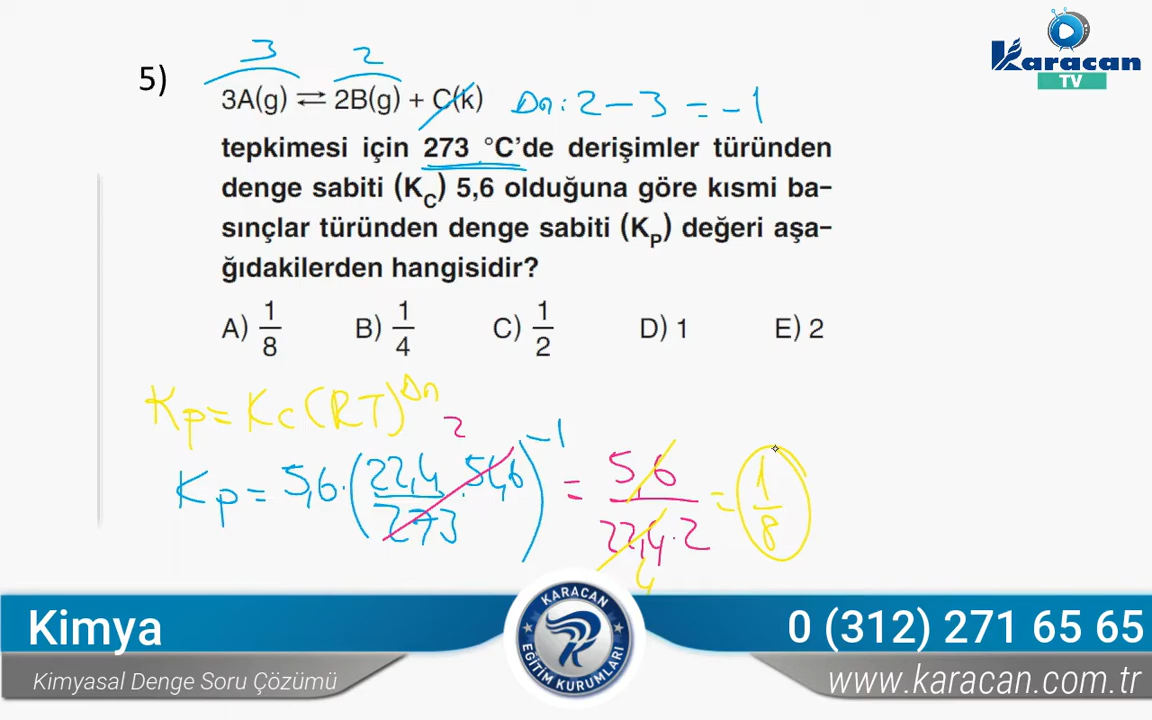 Karacan
TV
3 2
5) 3A(g) ⇌ 2B(g) + C(k) Δn: 2 - 3 = -1
tepkimesi için 273 °C'de derişimler türünden
denge sabiti (KC) 5,6 olduğuna göre kısmi ba-
sınçlar türünden denge sabiti (Kp) değeri aşa-
ğıdakilerden hangisidir?
A) 1/8 B) 1/4 C) 1/2 D) 1 E) 2
Kp = Kc (RT)^Δn
2
Kp = 5,6 . (22,4/273 . 546)^-1 = 5,6/22,4.2 = 1/8
4
KARACAN
EĞİTİM KURUMLARI
Kimya 0 (312) 271 65 65
Kimyasal Denge Soru Çözümü www.karacan.com.tr